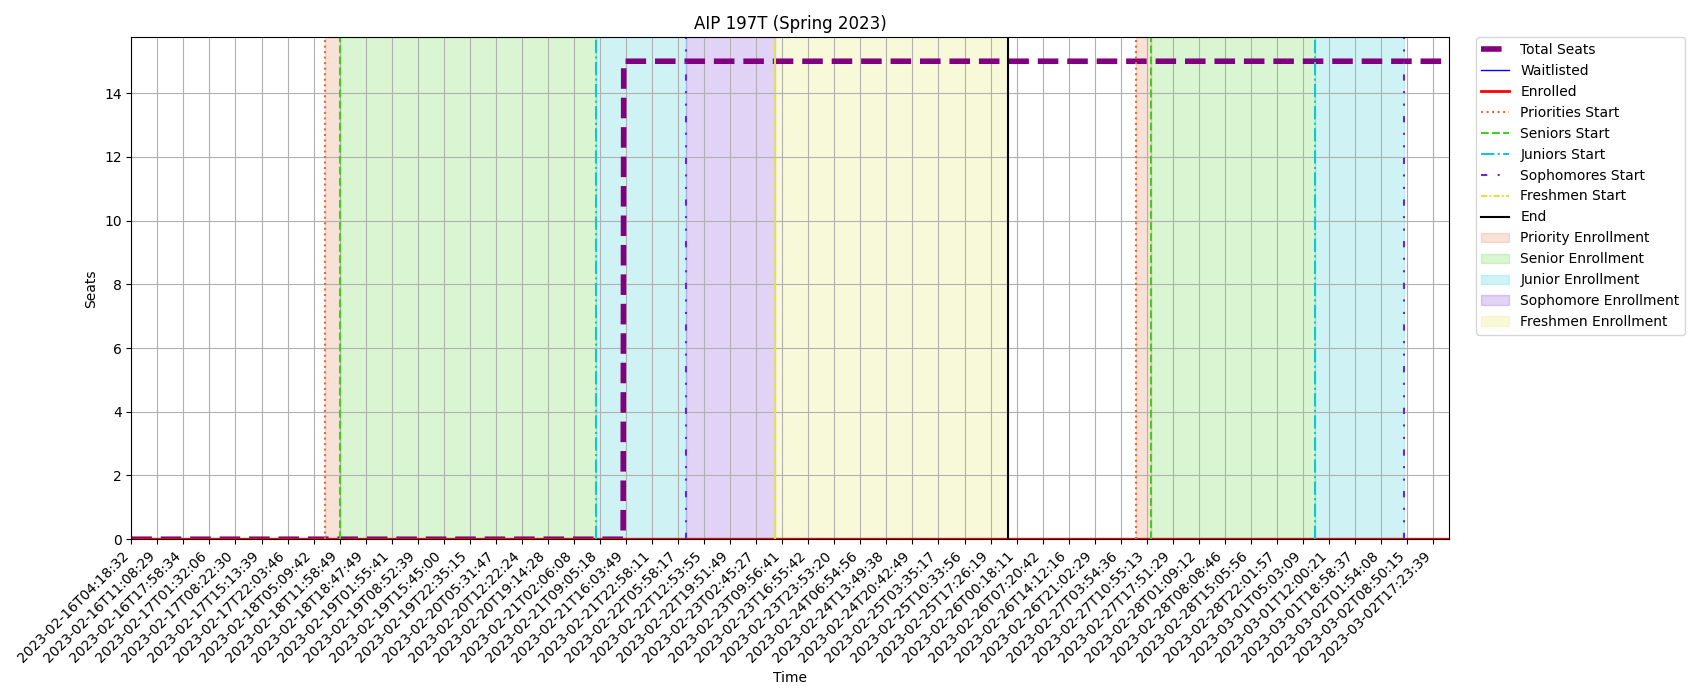 AIP 197T (Spring 2023)
Seats
14
12
10
8
6
4
2
0
2023-02-16T04:18:32
2023-02-16T11:08:29
2023-02-16T17:58:34
2023-02-17T01:32:06
2023-02-17T08:22:30
2023-02-17T15:13:39
2023-02-17T22:03:46
2023-02-18T05:09:42
2023-02-18T11:58:49
2023-02-18T18:47:49
2023-02-19T01:55:41
2023-02-19T08:52:39
2023-02-19T15:45:00
2023-02-19T22:35:15
2023-02-20T05:31:47
2023-02-20T12:22:24
2023-02-20T19:14:28
2023-02-21T02:06:08
2023-02-21T09:05:18
2023-02-21T16:03:49
2023-02-21T22:58:11
2023-02-22T05:58:17
2023-02-22T12:53:55
2023-02-22T19:51:49
2023-02-23T02:45:27
2023-02-23T09:56:41
2023-02-23T16:55:42
2023-02-23T23:53:20
2023-02-24T06:54:56
2023-02-24T13:49:38
2023-02-24T20:42:49
2023-02-25T03:35:17
2023-02-25T10:33:56
2023-02-25T17:26:19
2023-02-26T00:18:11
2023-02-26T07:20:42
2023-02-26T14:12:16
2023-02-26T21:02:29
2023-02-27T03:54:36
2023-02-27T10:55:13
2023-02-27T17:51:29
2023-02-28T01:09:12
2023-02-28T08:08:46
2023-02-28T15:05:56
2023-02-28T22:01:57
2023-03-01T05:03:09
2023-03-01T12:00:21
2023-03-01T18:58:37
2023-03-02T01:54:08
2023-03-02T08:50:15
2023-03-02T17:23:39
Time
Total Seats
Waitlisted
Enrolled
Priorities Start
Seniors Start
Juniors Start
Sophomores Start
Freshmen Start
End
Priority Enrollment
Senior Enrollment
Junior Enrollment
Sophomore Enrollment
Freshmen Enrollment